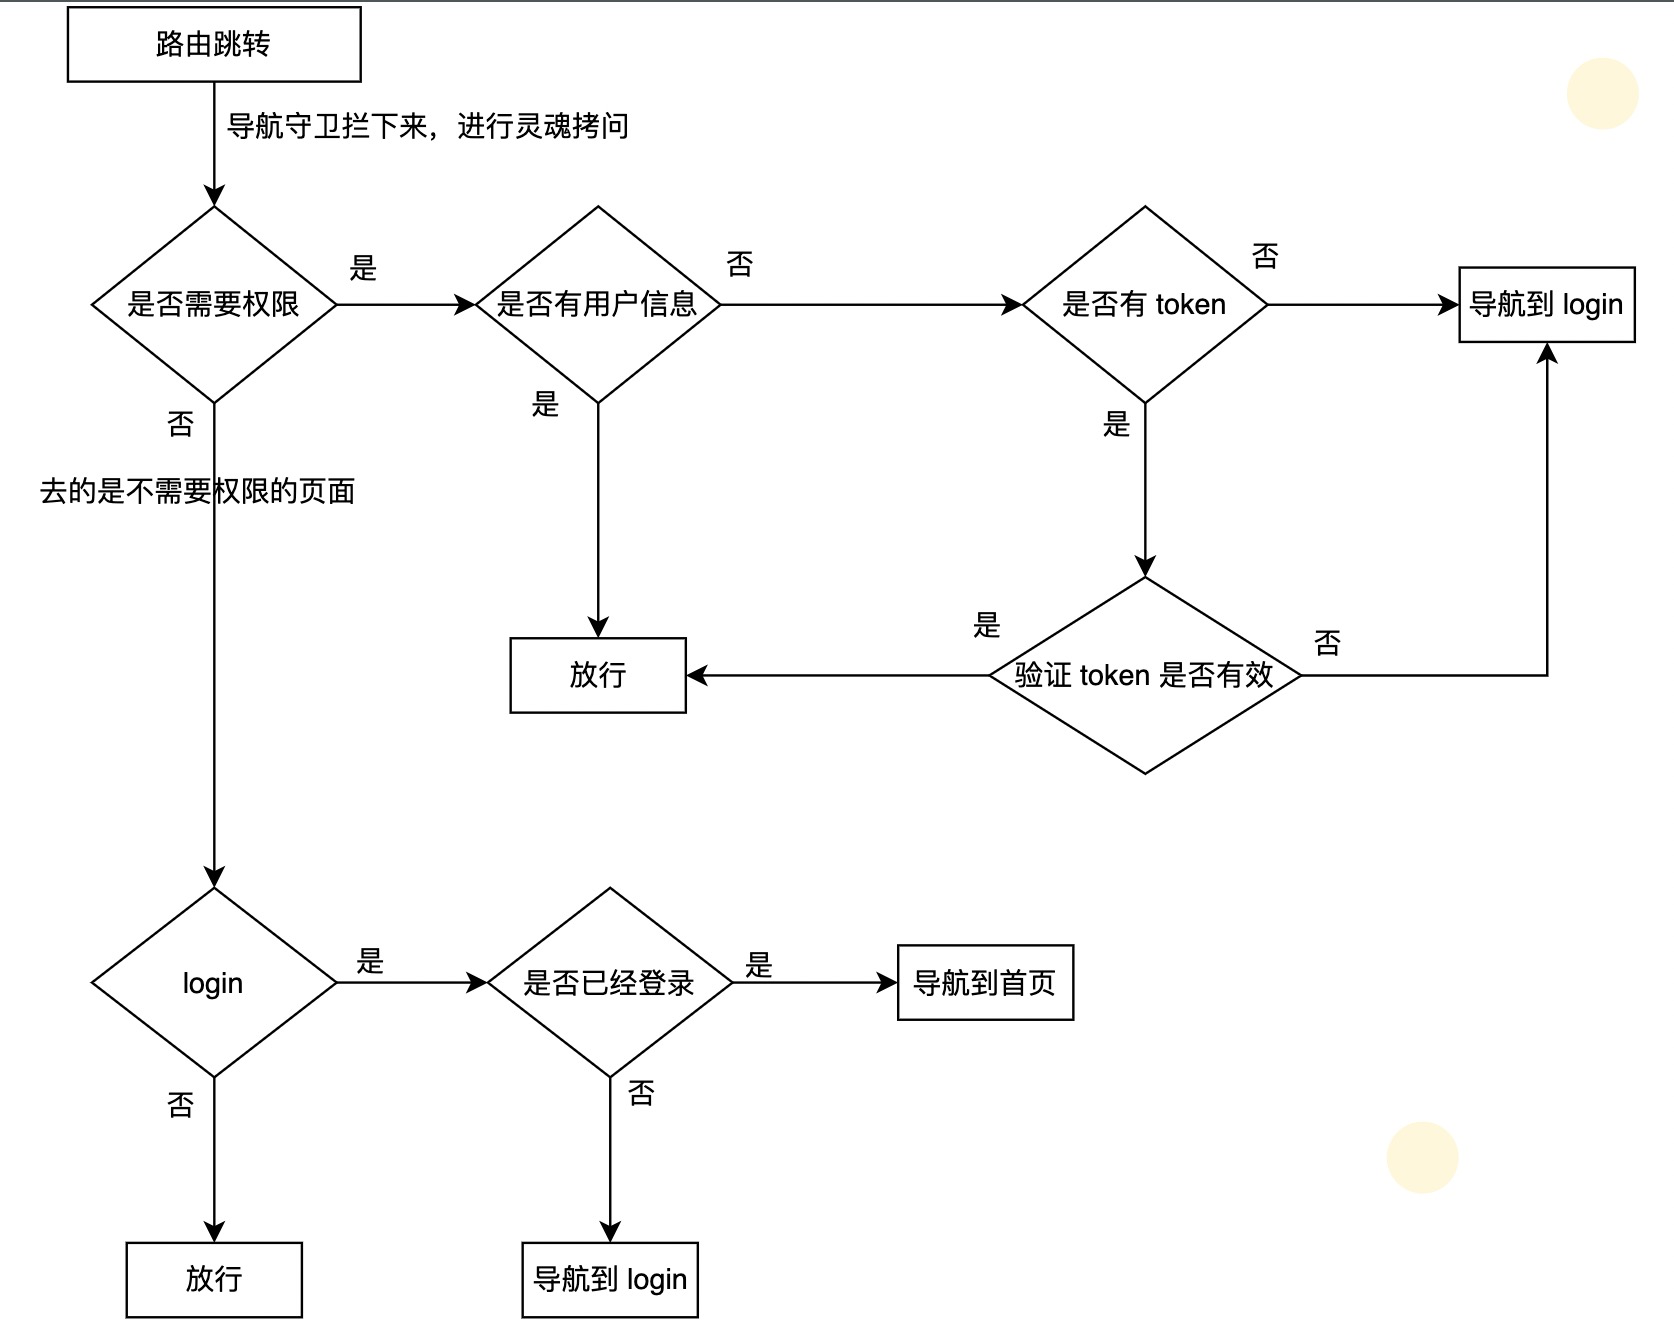 路由跳转
导航守卫拦下来，进行灵魂拷问
是否需要权限
是
是否有用户信息
否
是否有 token
否
导航到 login
否
是
是
去的是不需要权限的页面
放行
是
验证 token 是否有效
否
login
是
是否已经登录
是
导航到首页
否
否
放行
导航到 login